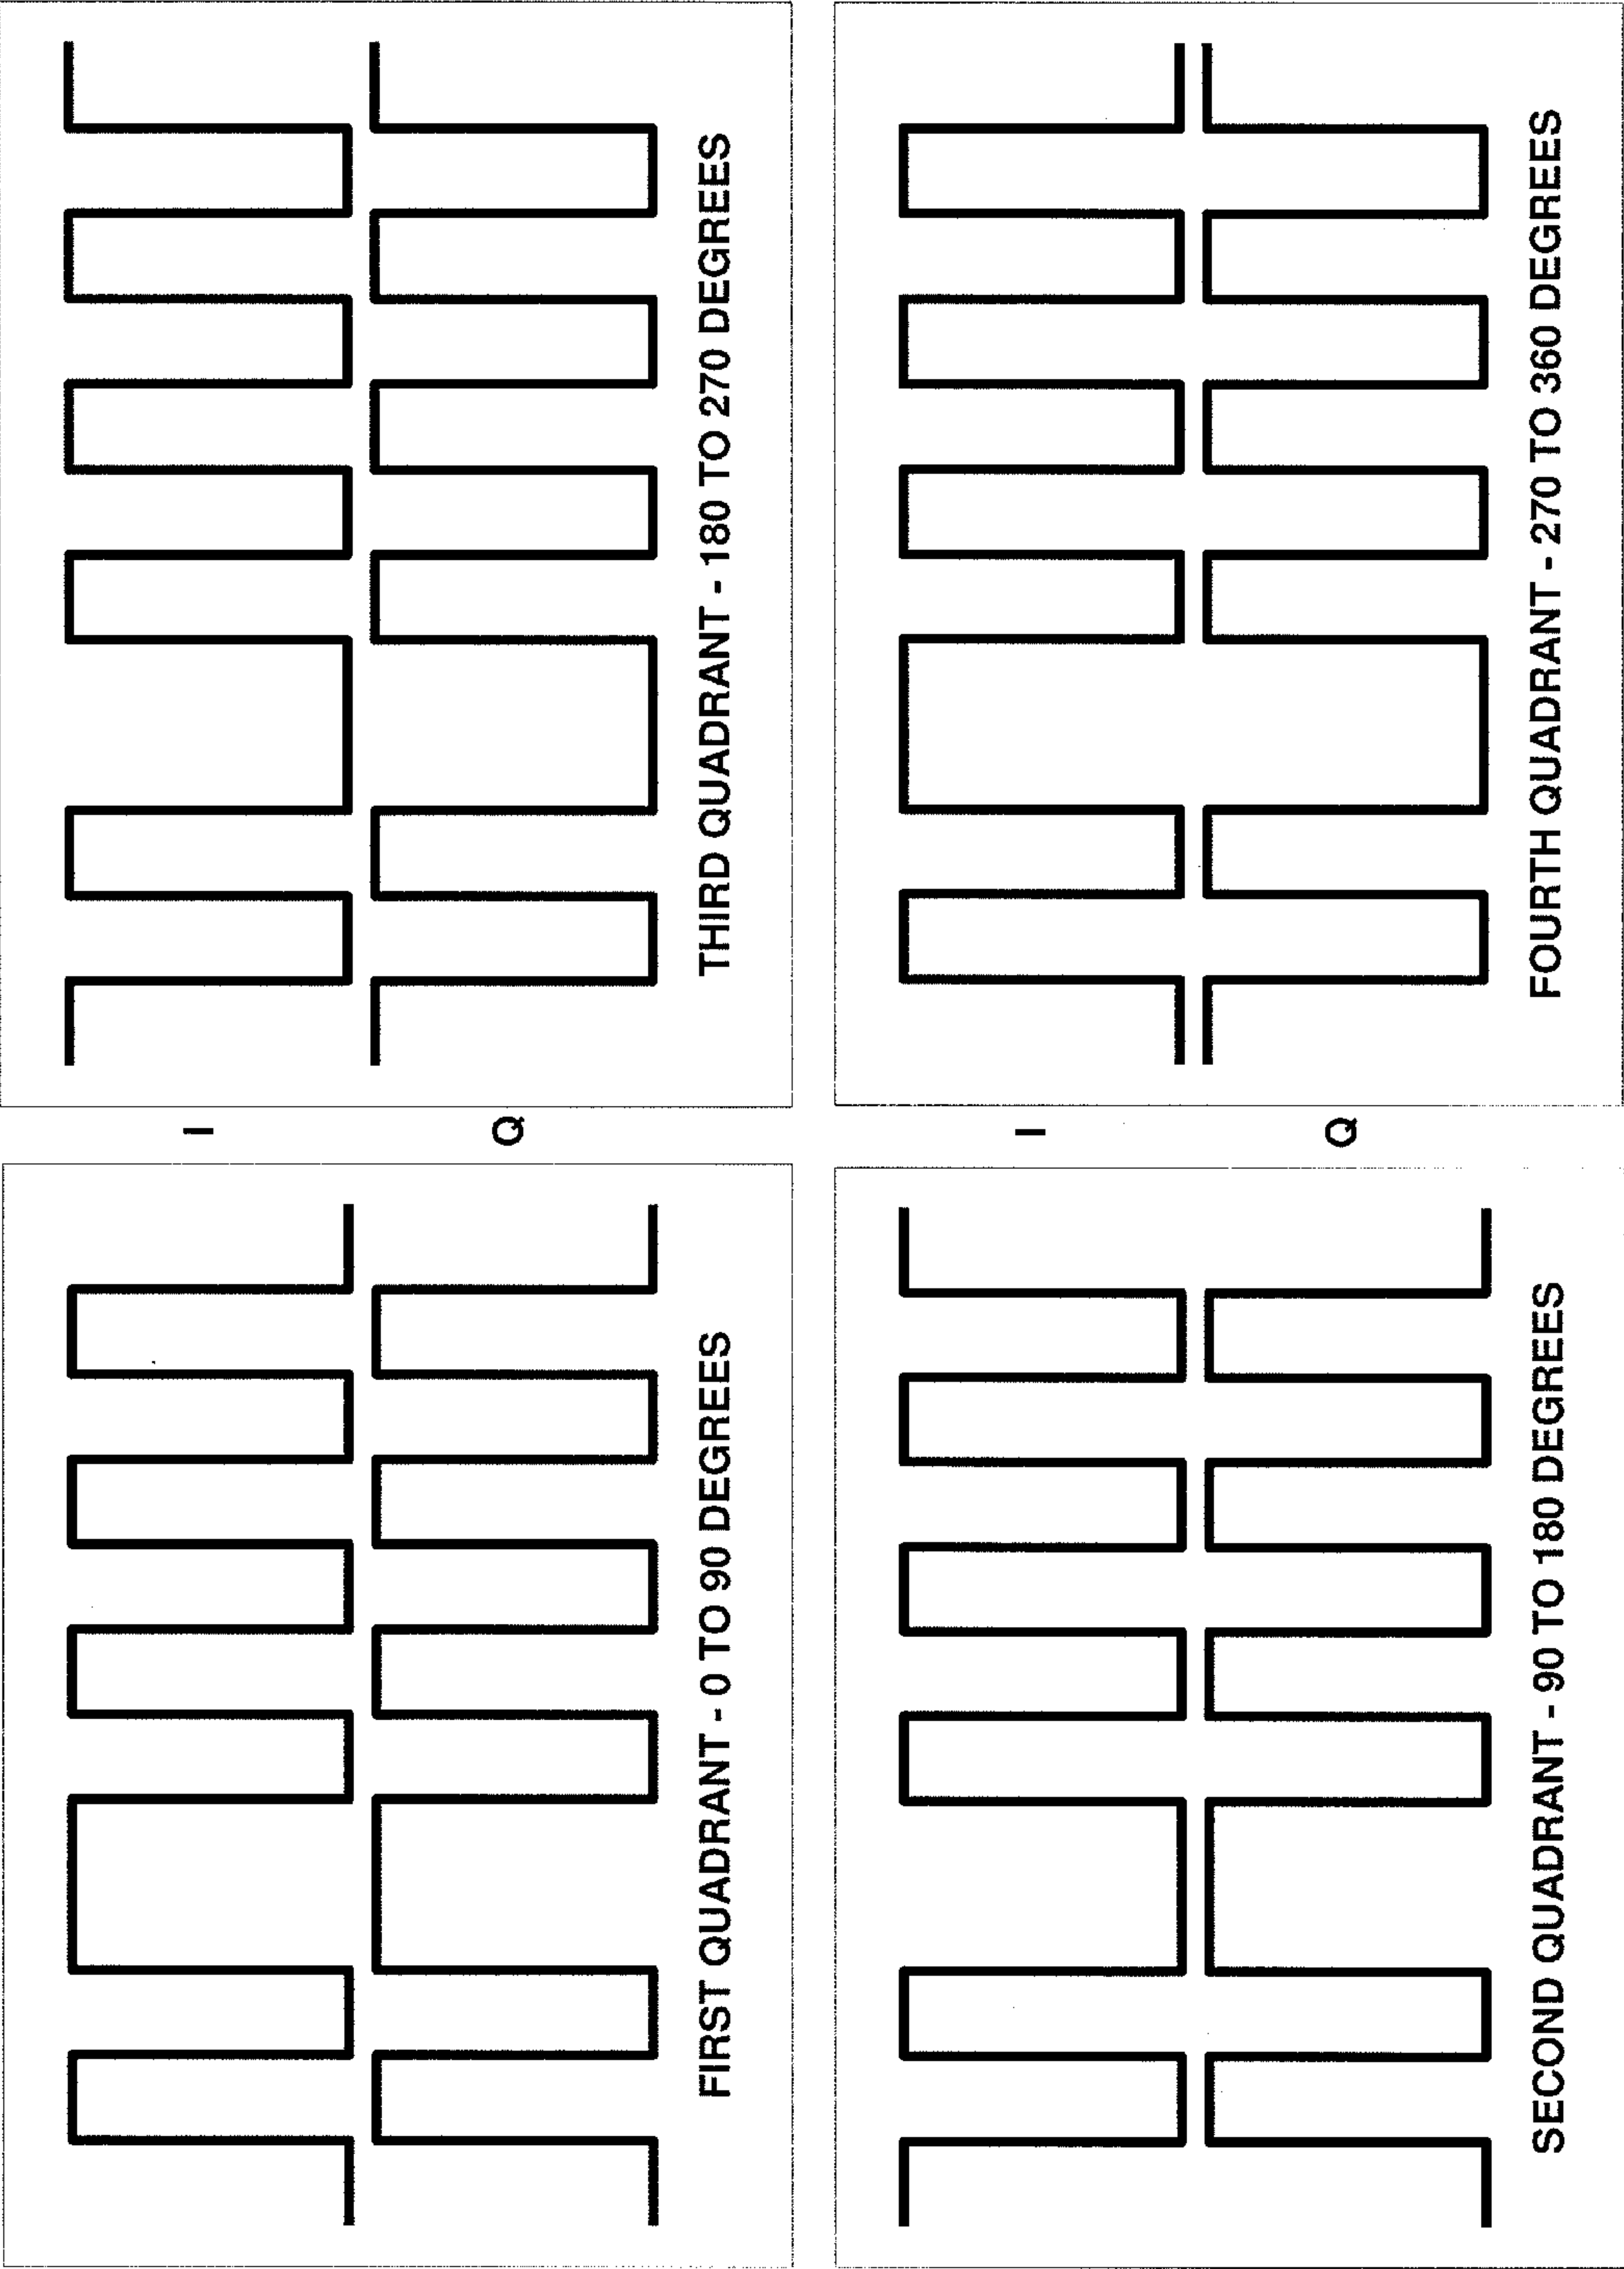 I
Q
FIRST QUADRANT - 0 TO 90 DEGREES
THIRD QUADRANT - 180 TO 270 DEGREES
I
Q
SECOND QUADRANT - 90 TO 180 DEGREES
FOURTH QUADRANT - 270 TO 360 DEGREES